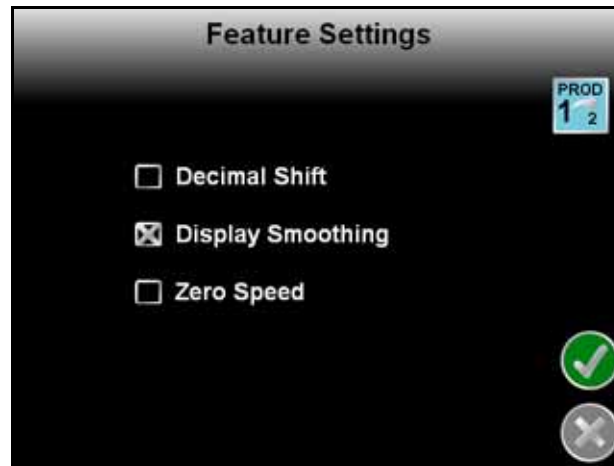 Feature Settings
PROD
1 2
Decimal Shift
Display Smoothing
Zero Speed